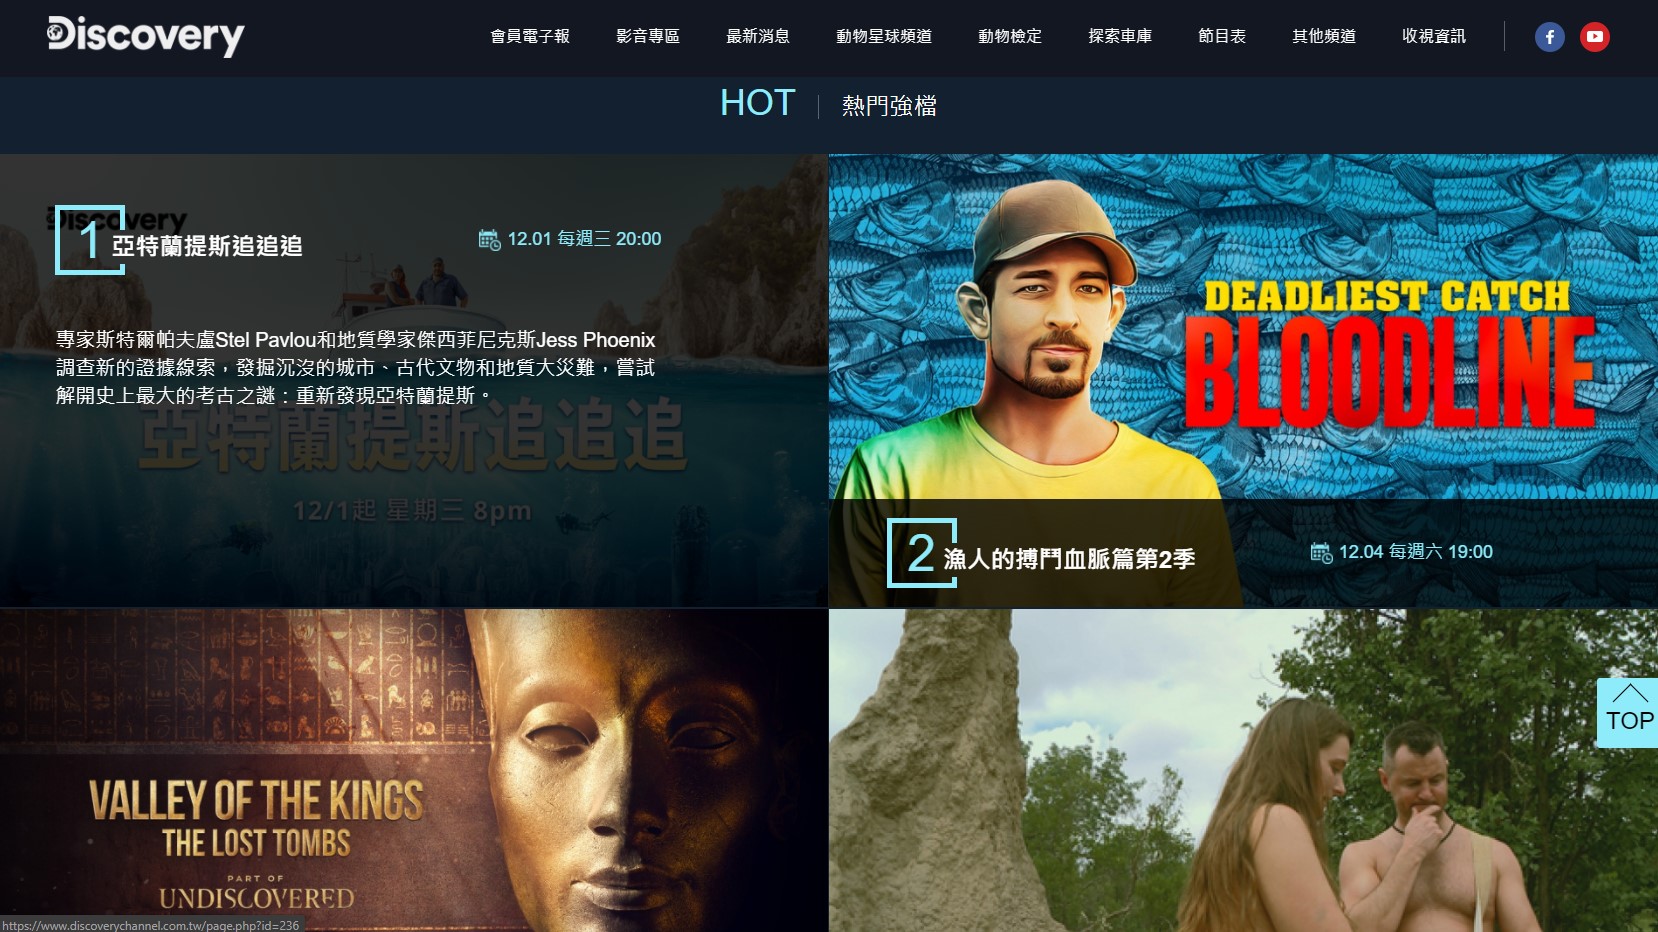 Discovery
會員電子報
影音專區
最新消息
動物星球頻道
動物檢定
探索車庫
節目表
其他頻道
收視資訊
HOT
熱門強檔
Discovery
1 亞特蘭提斯追追追
12.01 每週三 20:00
專家斯特爾帕夫盧Stel Pavlou和地質學家傑西菲尼克斯Jess Phoenix
調查新的證據線索，發掘沉沒的城市、古代文物和地質大災難，嘗試
解開史上最大的考古之謎：重新發現亞特蘭提斯。
亞特蘭提斯追追追
12/1起 星期三 8pm
DEADLIEST CATCH
BLOODLINE
2 漁人的搏鬥血脈篇第2季
12.04 每週六 19:00
VALLEY OF THE KINGS
THE LOST TOMBS
PART OF
UNDISCOVERED
TOP
https://www.discoverychannel.com.tw/page.php?id=236